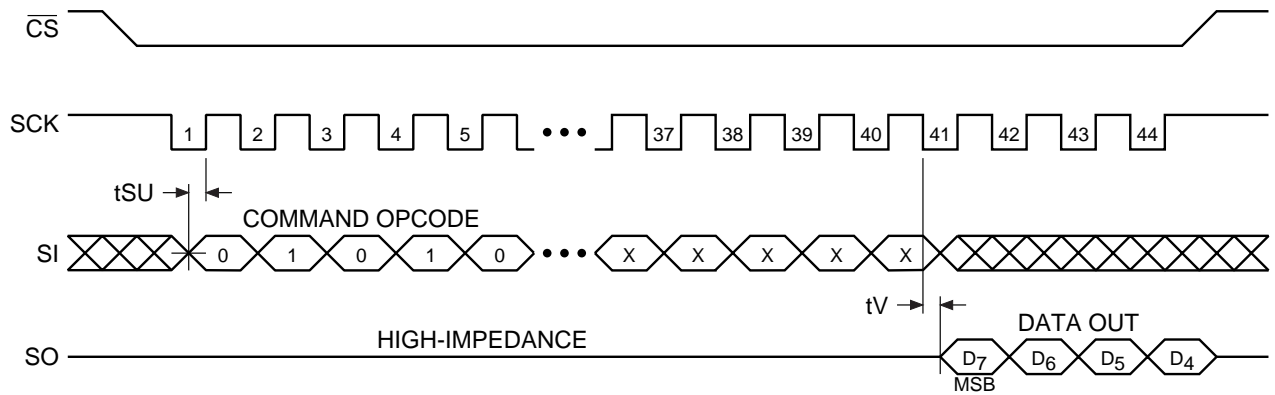 CS
SCK 1 2 3 4 5 ••• 37 38 39 40 41 42 43 44
tSU
COMMAND OPCODE
SI 0 1 0 1 0 ••• X X X X X
tV
HIGH-IMPEDANCE DATA OUT
SO D7 D6 D5 D4
MSB